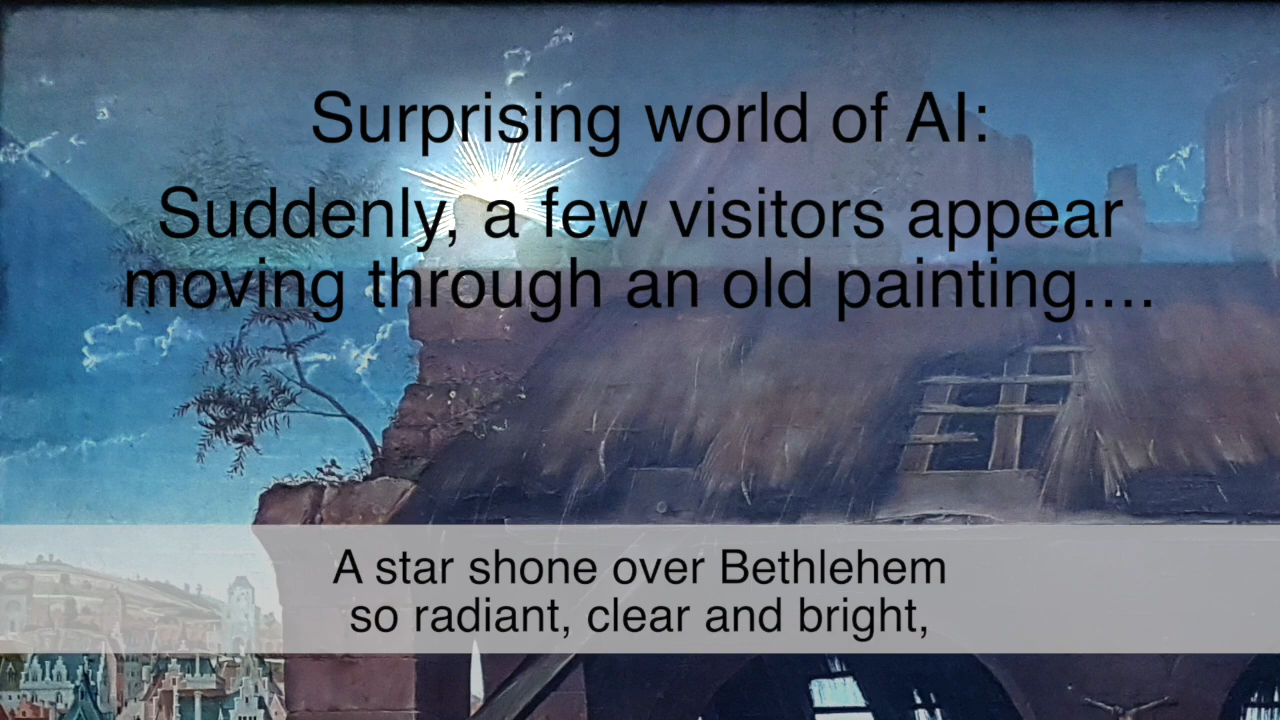 Surprising world of AI:
Suddenly, a few visitors appear
moving through an old painting....
A star shone over Bethlehem
so radiant, clear and bright,